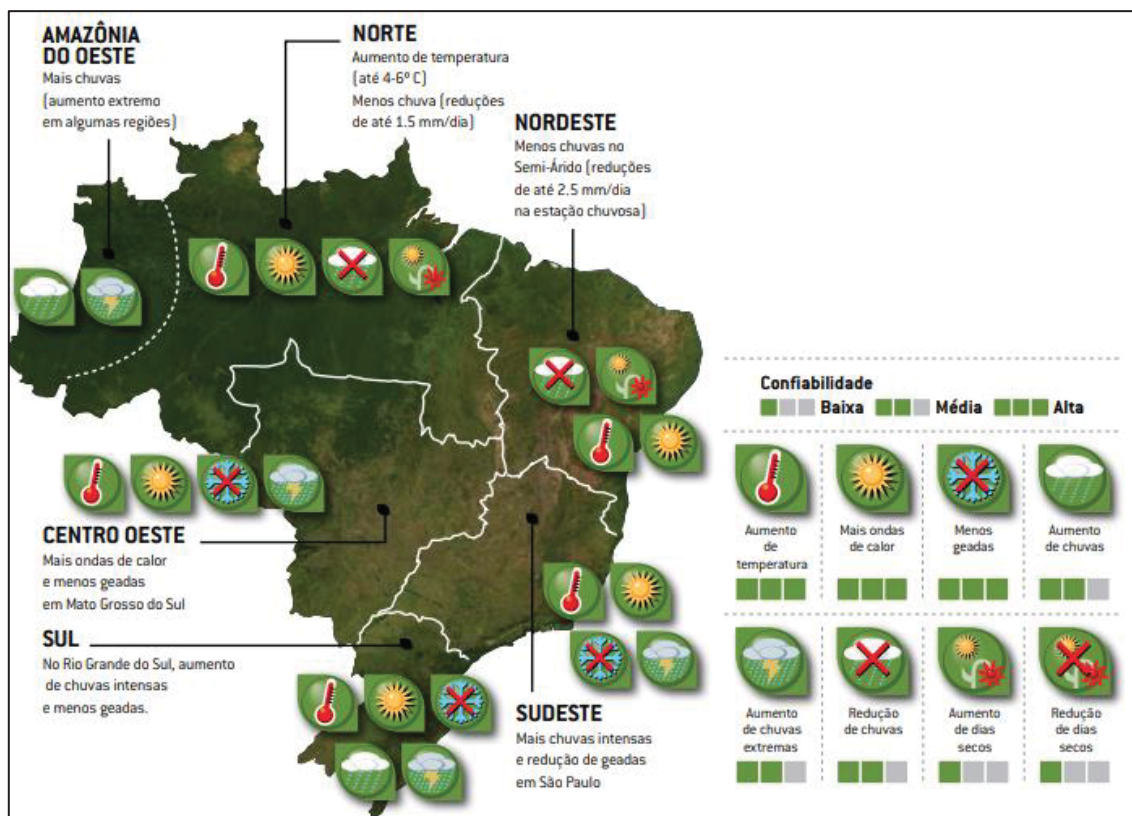 AMAZÔNIA
DO OESTE
Mais chuvas
(aumento extremo
em algumas regiões)
NORTE
Aumento de temperatura
(até 4-6º C)
Menos chuva (reduções
de até 1.5 mm/dia)
NORDESTE
Menos chuvas no
Semi-Árido (reduções
de até 2.5 mm/dia
na estação chuvosa)
CENTRO OESTE
Mais ondas de calor
e menos geadas
em Mato Grosso do Sul
SUL
No Rio Grande do Sul, aumento
de chuvas intensas
e menos geadas.
SUDESTE
Mais chuvas intensas
e redução de geadas
em São Paulo
Confiabilidade
Baixa Média Alta
Aumento
de
temperatura
Mais ondas
de calor
Menos
geadas
Aumento
de chuvas
Aumento
de chuvas
extremas
Redução
de chuvas
Aumento
de dias
secos
Redução
de dias
secos